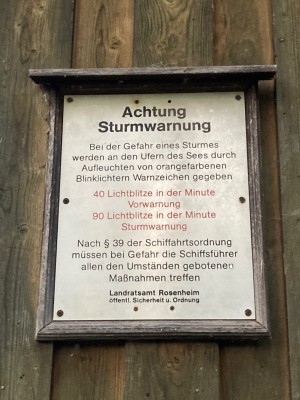 Achtung
Sturmwarnung
Bei der Gefahr eines Sturmes
werden an den Ufern des Sees durch
Aufleuchten von orangefarbenen
Blinklichtern Warnzeichen gegeben
40 Lichtblitze in der Minute
Vorwarnung
90 Lichtblitze in der Minute
Sturmwarnung
Nach § 39 der Schiffahrtsordnung
müssen bei Gefahr die Schiffsführer
allen den Umständen gebotenen
Maßnahmen treffen
Landratsamt Rosenheim
öffentl. Sicherheit u. Ordnung